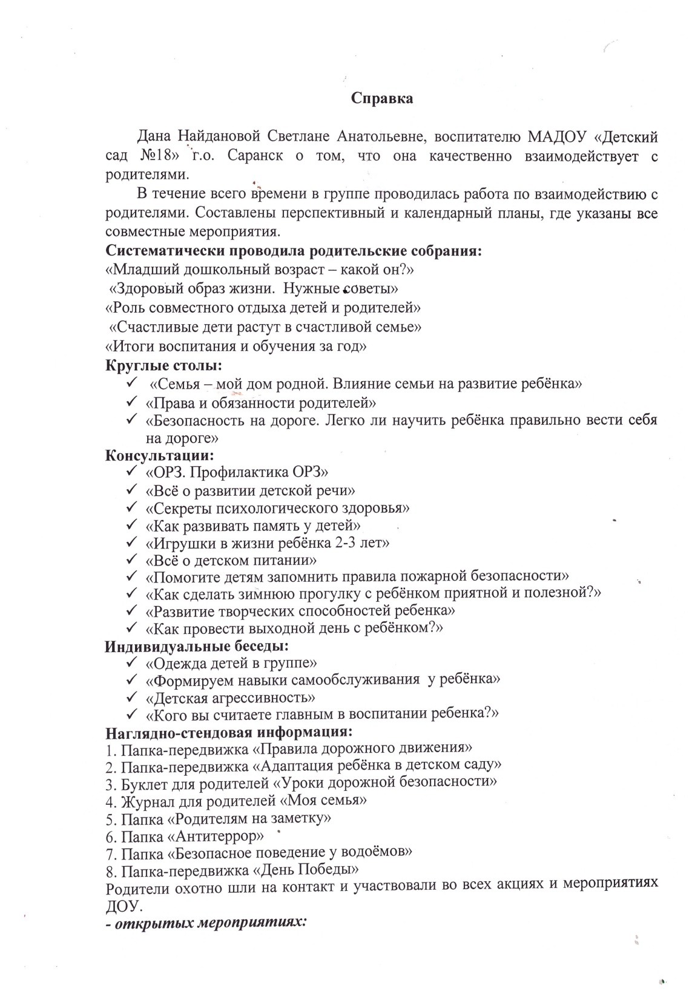 Справка
Дана Найдановой Светлане Анатольевне, воспитателю МАДОУ «Детский
сад №18» г.о. Саранск о том, что она качественно взаимодействует с
родителями.
В течение всего времени в группе проводилась работа по взаимодействию с
родителями. Составлены перспективный и календарный планы, где указаны все
совместные мероприятия.
Систематически проводила родительские собрания:
«Младший дошкольный возраст – какой он?»
«Здоровый образ жизни. Нужные советы»
«Роль совместного отдыха детей и родителей»
«Счастливые дети растут в счастливой семье»
«Итоги воспитания и обучения за год»
Круглые столы:
✓ «Семья – мой дом родной. Влияние семьи на развитие ребёнка»
✓ «Права и обязанности родителей»
✓ «Безопасность на дороге. Легко ли научить ребёнка правильно вести себя
на дороге»
Консультации:
✓ «ОРЗ. Профилактика ОРЗ»
✓ «Всё о развитии детской речи»
✓ «Секреты психологического здоровья»
✓ «Как развивать память у детей»
✓ «Игрушки в жизни ребёнка 2-3 лет»
✓ «Всё о детском питании»
✓ «Помогите детям запомнить правила пожарной безопасности»
✓ «Как сделать зимнюю прогулку с ребёнком приятной и полезной?»
✓ «Развитие творческих способностей ребенка»
✓ «Как провести выходной день с ребёнком?»
Индивидуальные беседы:
✓ «Одежда детей в группе»
✓ «Формируем навыки самообслуживания у ребёнка»
✓ «Детская агрессивность»
✓ «Кого вы считаете главным в воспитании ребенка?»
Наглядно-стендовая информация:
1. Папка-передвижка «Правила дорожного движения»
2. Папка-передвижка «Адаптация ребёнка в детском саду»
3. Буклет для родителей «Уроки дорожной безопасности»
4. Журнал для родителей «Моя семья»
5. Папка «Родителям на заметку»
6. Папка «Антитеррор»
7. Папка «Безопасное поведение у водоёмов»
8. Папка-передвижка «День Победы»
Родители охотно шли на контакт и участвовали во всех акциях и мероприятиях
ДОУ.
- открытых мероприятиях: